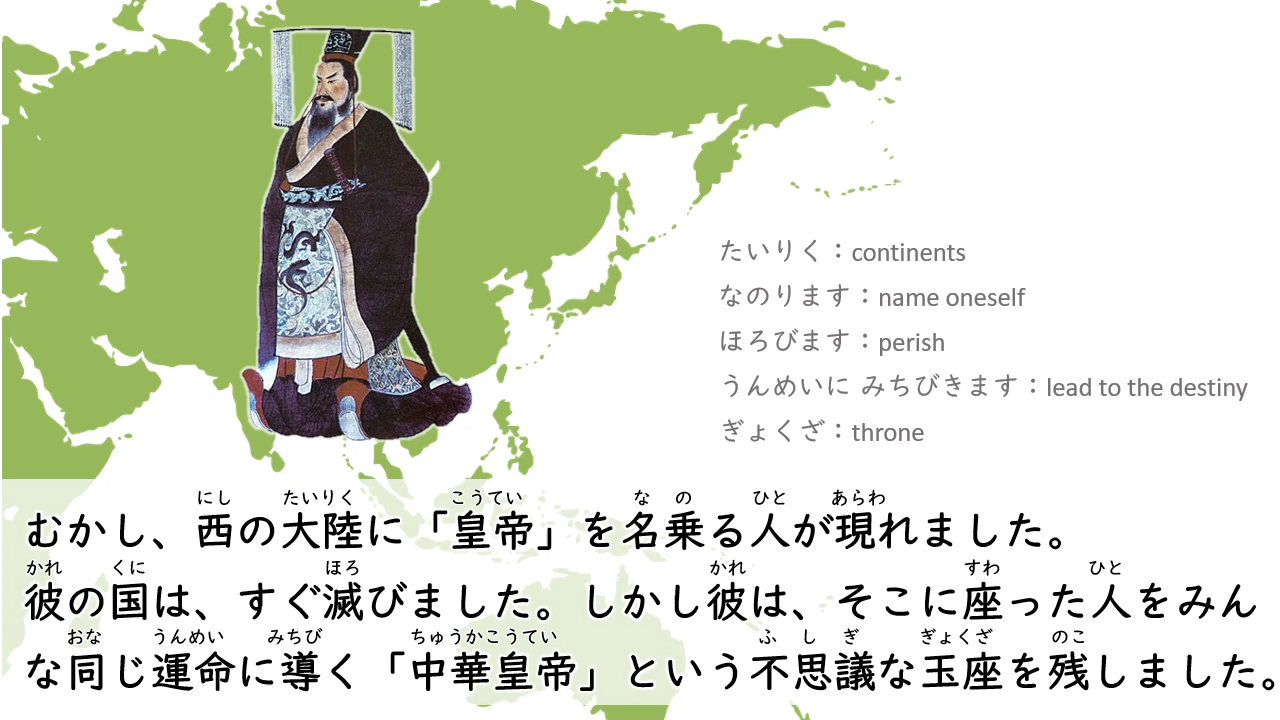 たいりく：continents
なのります：name oneself
ほろびます：perish
うんめいに みちびきます：lead to the destiny
ぎょくざ：throne
にし たいりく こうてい な の ひと あらわ
むかし、西の大陸に「皇帝」を名乗る人が現れました。
かれ くに ほろ かれ すわ ひと
彼の国は、すぐ滅びました。しかし彼は、そこに座った人をみん
おな うんめい みちび ちゅうかこうてい ふ し ぎ ぎょくざ のこ
な同じ運命に導く「中華皇帝」という不思議な玉座を残しました。